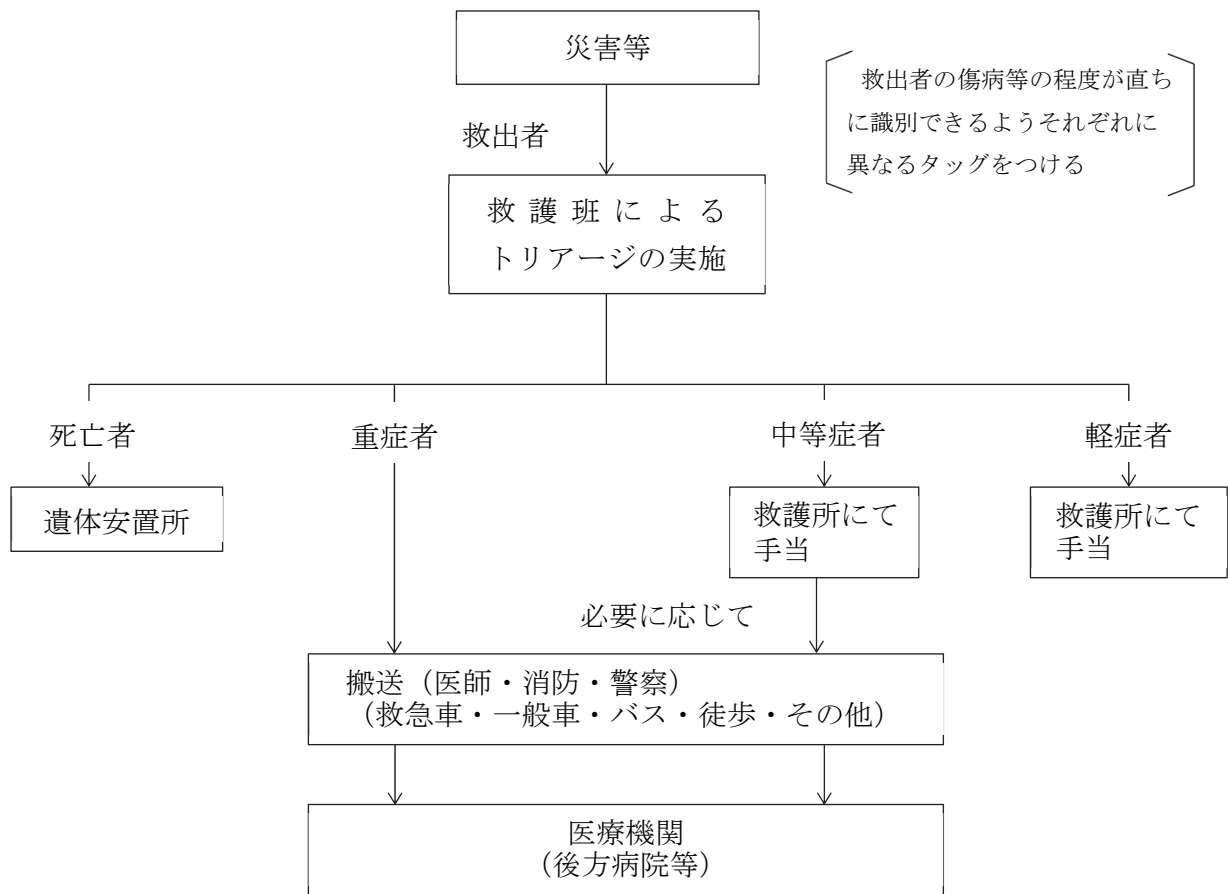 災害等
救出者の傷病等の程度が直ち
に識別できるようそれぞれに
異なるタッグをつける
救出者
救護班による
トリアージの実施
死亡者
重症者
中等症者
軽症者
遺体安置所
救護所にて
手当
救護所にて
手当
必要に応じて
搬送（医師・消防・警察）
（救急車・一般車・バス・徒歩・その他）
医療機関
（後方病院等）